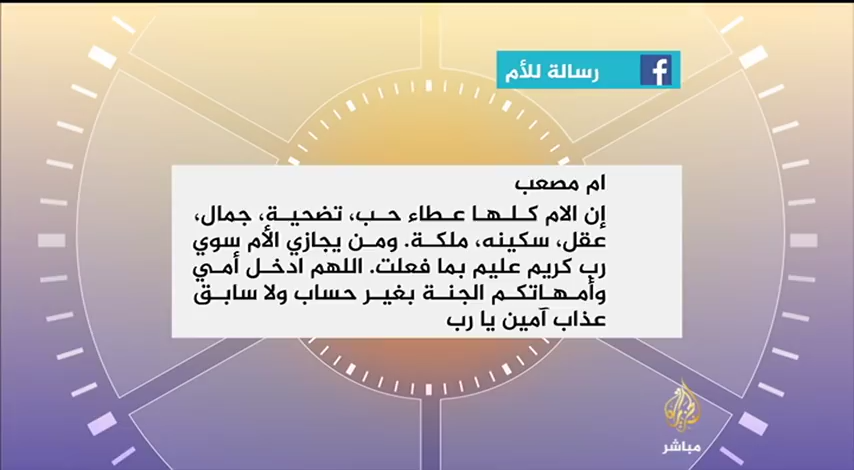 رسالة للأم
ام مصعب
إن الام كلها عطاء حب، تضحية، جمال،
عقل، سكينه، ملكة. ومن يجازي الأم سوي
رب كريم عليم بما فعلت. اللهم ادخل أمي
وأمهاتكم الجنة بغير حساب ولا سابق
عذاب آمين يا رب
الجزيرة
مباشر